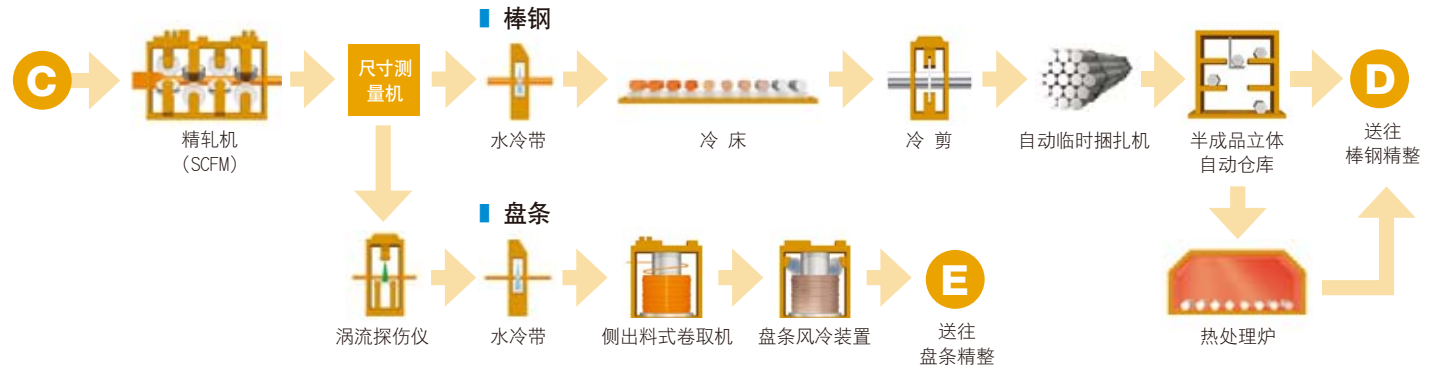 棒钢
C
精轧机
(SCFM)
尺寸测
量机
水冷带
冷 床
冷 剪
自动临时捆扎机
半成品立体
自动仓库
D
送往
棒钢精整
盘条
涡流探伤仪
水冷带
侧出料式卷取机
盘条风冷装置
E
送往
盘条精整
热处理炉